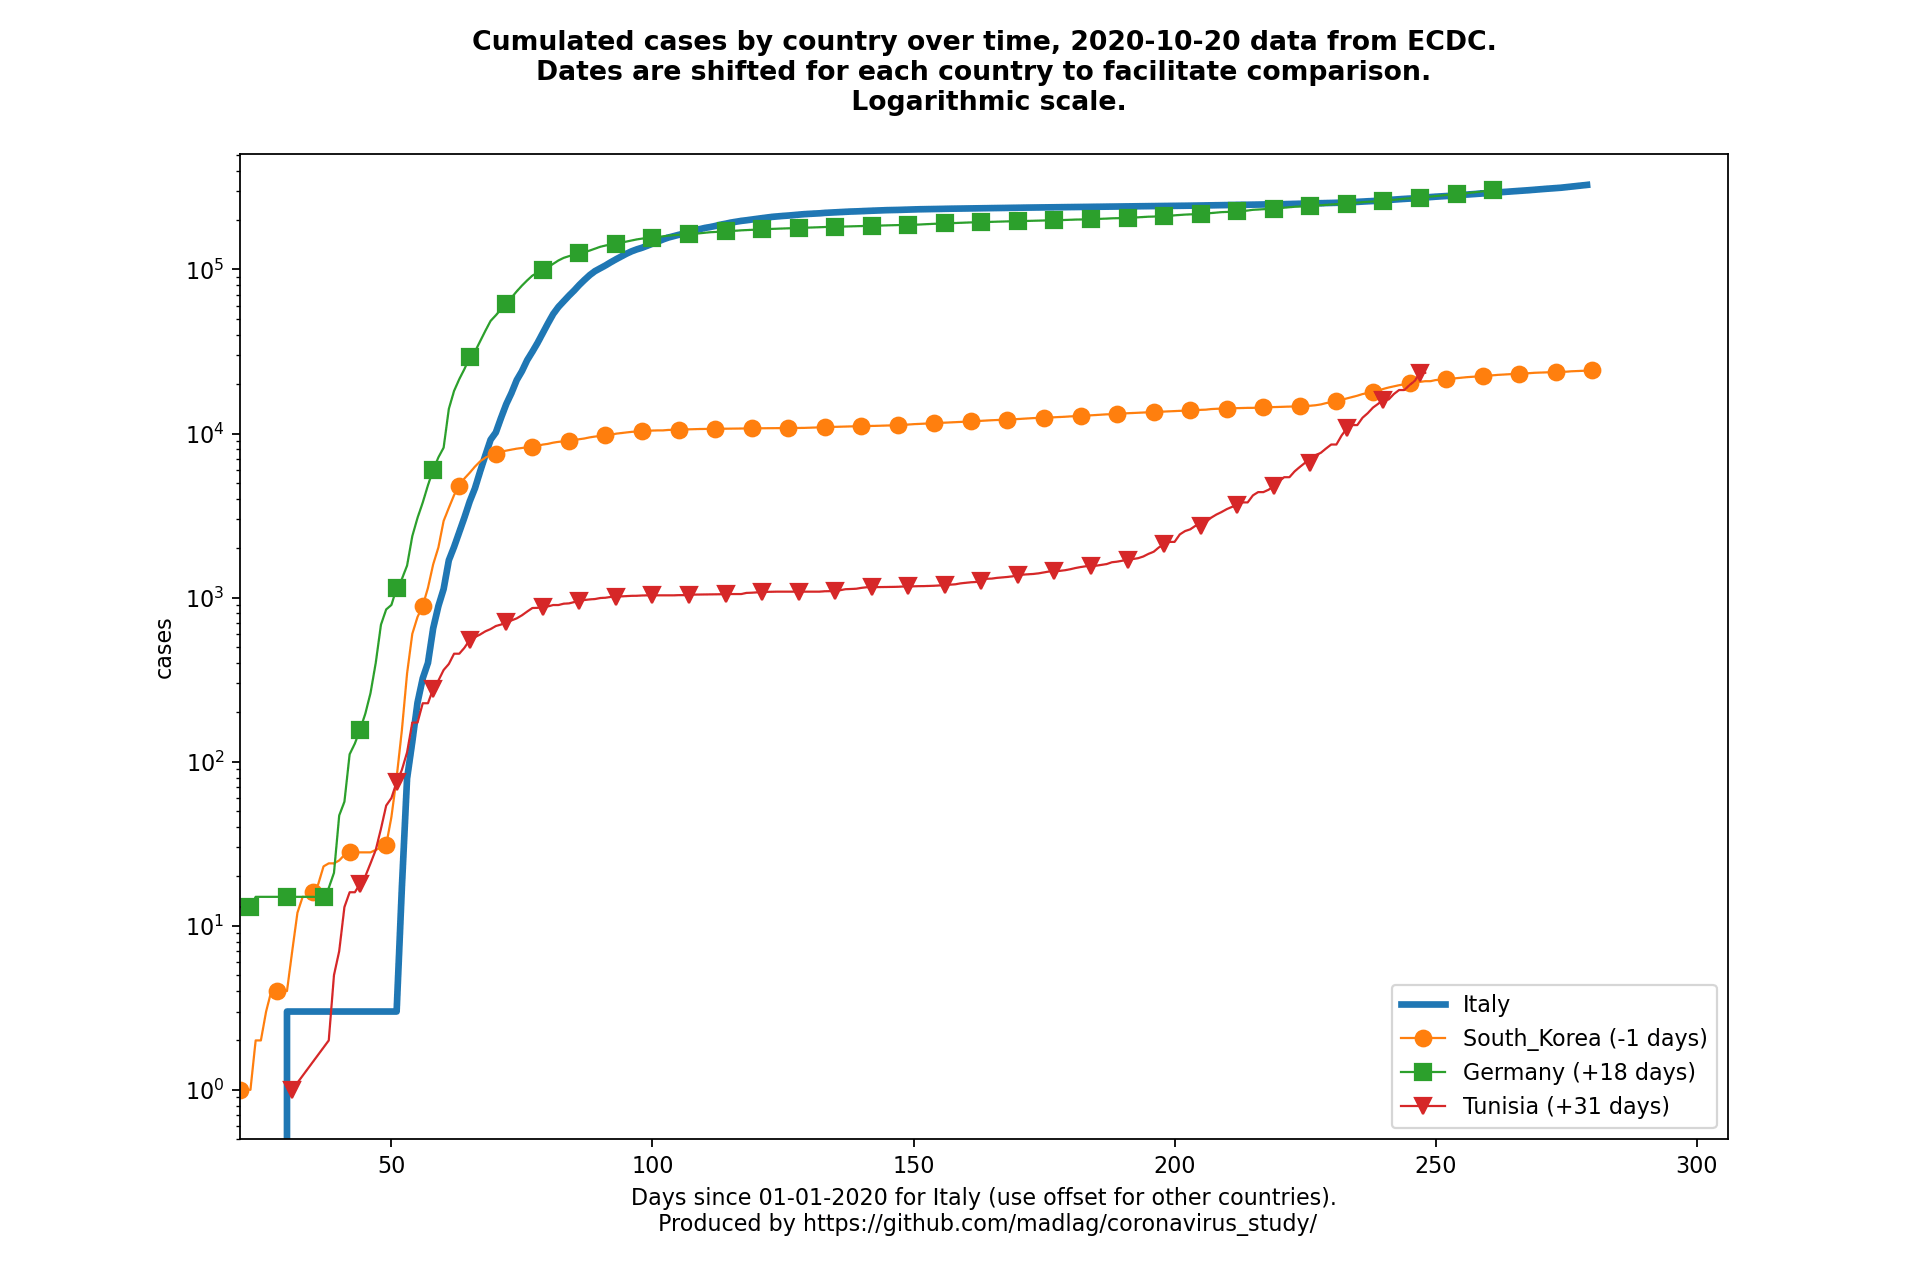 Cumulated cases by country over time, 2020-10-20 data from ECDC.
Dates are shifted for each country to facilitate comparison.
Logarithmic scale.
10^5
10^4
10^3
10^2
10^1
10^0
cases
50 100 150 200 250 300
Italy
South_Korea (-1 days)
Germany (+18 days)
Tunisia (+31 days)
Days since 01-01-2020 for Italy (use offset for other countries).
Produced by https://github.com/madlag/coronavirus_study/